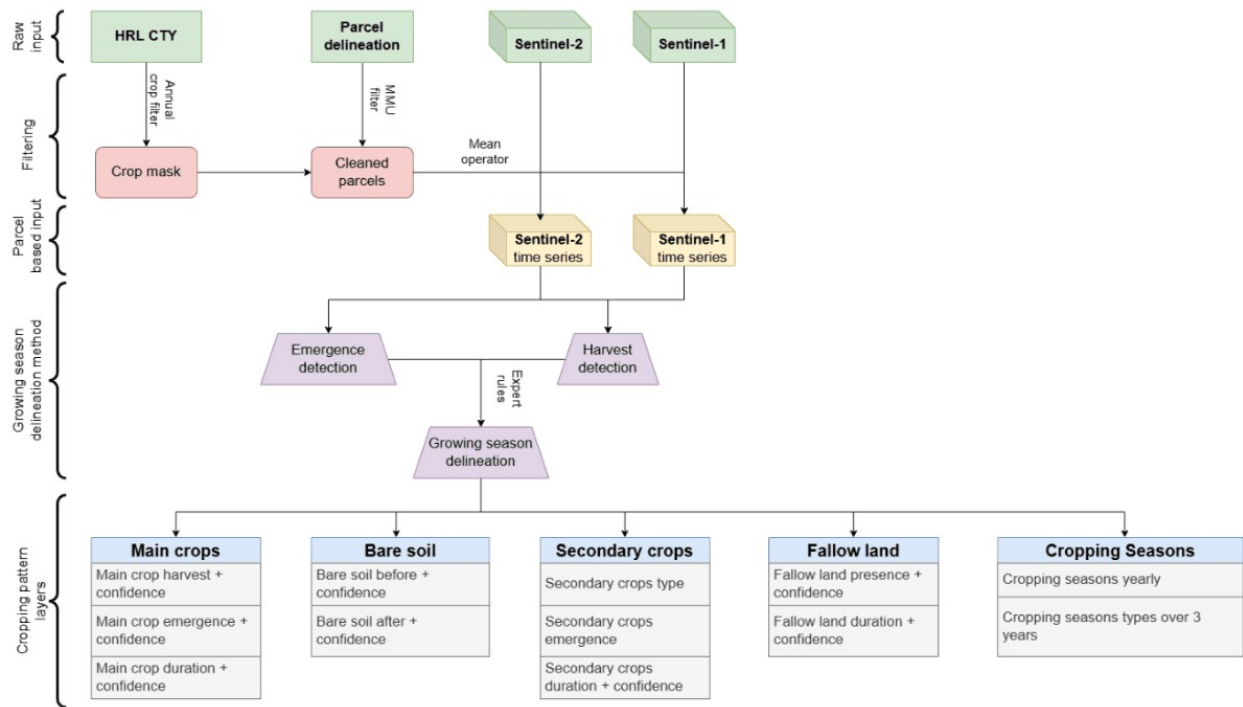 Raw
input
HRL CTY
Parcel
delineation
Sentinel-2
Sentinel-1
Filtering
Annual
crop filter
MMU
filter
Crop mask
Cleaned
parcels
Mean
operator
Parcel
based input
Sentinel-2
time series
Sentinel-1
time series
Growing season
delineation method
Emergence
detection
Harvest
detection
Expert
rules
Growing season
delineation
Cropping pattern
layers
Main crops
Main crop harvest +
confidence
Main crop emergence +
confidence
Main crop duration +
confidence
Bare soil
Bare soil before +
confidence
Bare soil after +
confidence
Secondary crops
Secondary crops type
Secondary crops
emergence
Secondary crops
duration + confidence
Fallow land
Fallow land presence +
confidence
Fallow land duration +
confidence
Cropping Seasons
Cropping seasons yearly
Cropping seasons types over 3
years